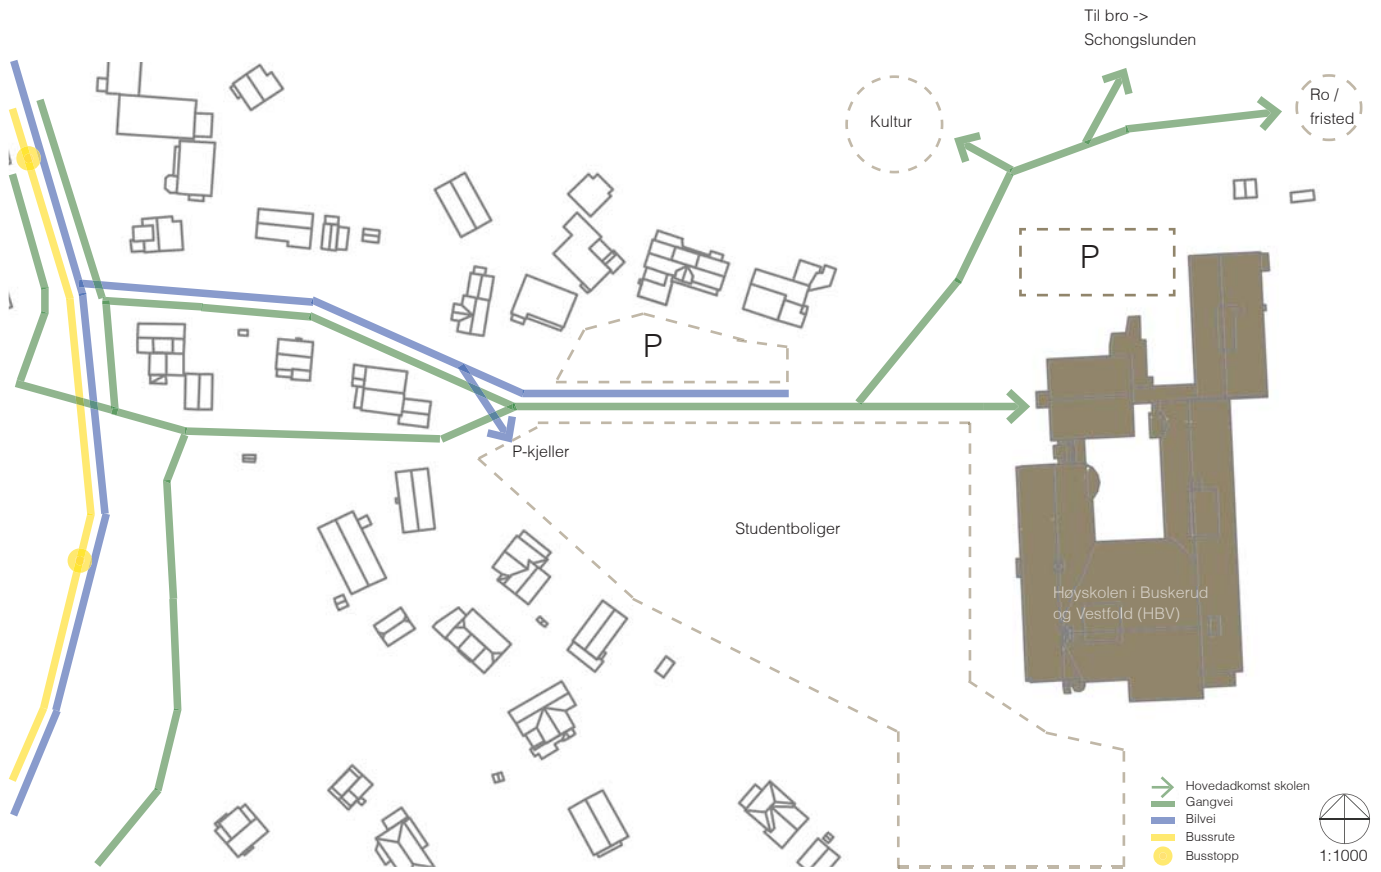 Til bro ->
Schongslunden
Ro /
fristed
Kultur
P
P
P-kjeller
Studentboliger
Høyskolen i Buskerud
og Vestfold (HBV)
Hovedadkomst skolen
Gangvei
Bilvei
Bussrute
Busstopp
1:1000